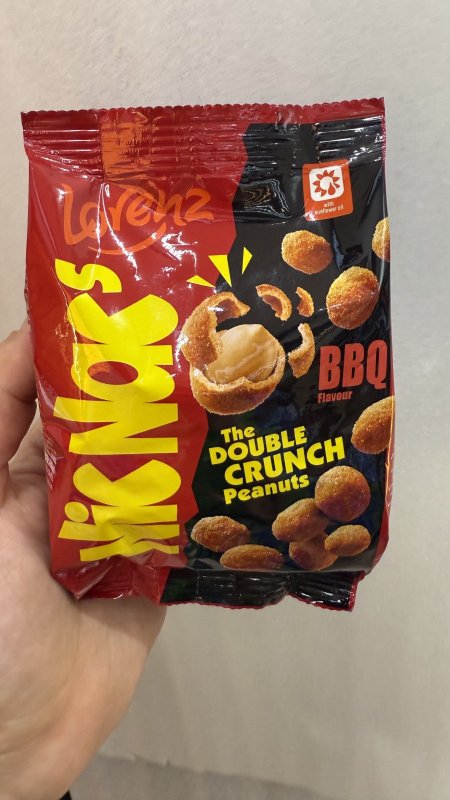 Lorenz
NicNac's
with
sunflower oil
BBQ
Flavour
The
DOUBLE
CRUNCH
Peanuts